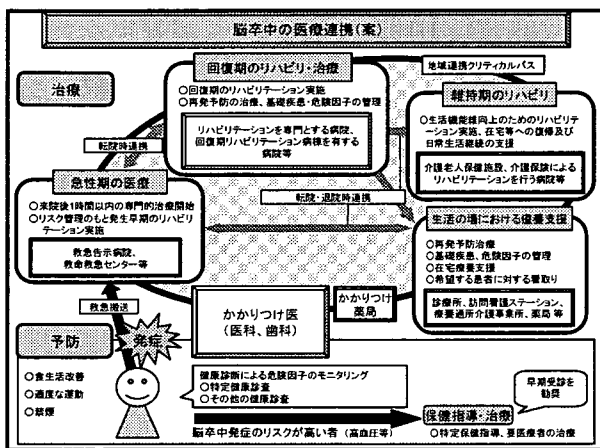 脳卒中の医療連携(案)
治療
回復期のリハビリ・治療
○回復期のリハビリテーション実施
○再発予防の治療、基礎疾患・危険因子の管理
リハビリテーションを専門とする病院、
回復期リハビリテーション病棟を有する
病院等
地域連携クリティカルパス
維持期のリハビリ
○生活機能維向上のためのリハビリテ
ーション実施、在宅等への復帰及び
日常生活継続の支援
介護老人保健施設、介護保険による
リハビリテーションを行う病院等
転院時連携
急性期の医療
○来院後1時間以内の専門的治療開始
○リスク管理のもと発生早期のリハビリ
テーション実施
救急告示病院、
救命救急センター等
転院・退院時連携
生活の場における療養支援
○再発予防治療
○基礎疾患、危険因子の管理
○在宅療養支援
○希望する患者に対する看取り
診療所、訪問看護ステーション、
療養通所介護事業所、薬局 等
救急搬送
かかりつけ医
(医科、歯科)
かかりつけ
薬局
予防
発症
○食生活改善
○適度な運動
○禁煙
健康診断による危険因子のモニタリング
○特定健康診査
○その他の健康診査
早期受診を
勧奨
保健指導・治療
脳卒中発症のリスクが高い者 (高血圧等)
○特定保健指導、要医療者の治療